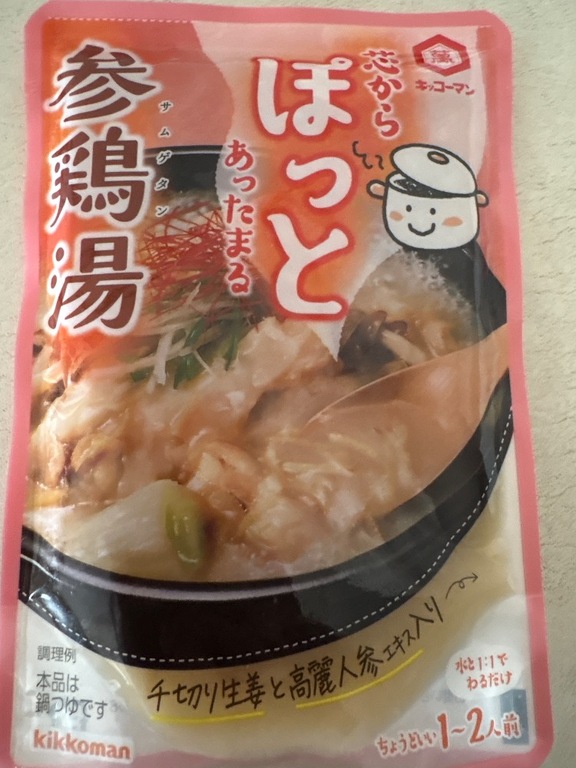 芯から
ぽっと
あったまる
参鶏湯
サムゲタン
萬
キッコーマン
千切り生姜と高麗人参エキス入り
水と1:1で
わるだけ
ちょうどいい1~2人前
調理例
本品は
鍋つゆです
kikkoman